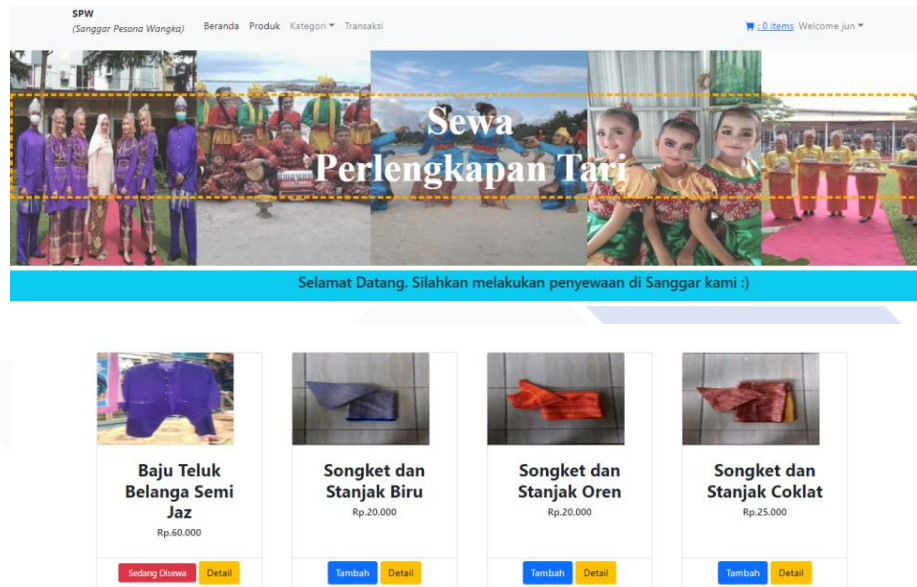 SPW
(Sanggar Pesona Wangka)
Beranda Produk Kategori Transaksi
: 0 items Welcome jun
Sewa
Perlengkapan Tari
Selamat Datang. Silahkan melakukan penyewaan di Sanggar kami :)
Baju Teluk
Belanga Semi
Jaz
Rp.60.000
Sedang Disewa Detail
Songket dan
Stanjak Biru
Rp.20.000
Tambah Detail
Songket dan
Stanjak Oren
Rp.20.000
Tambah Detail
Songket dan
Stanjak Coklat
Rp.25.000
Tambah Detail